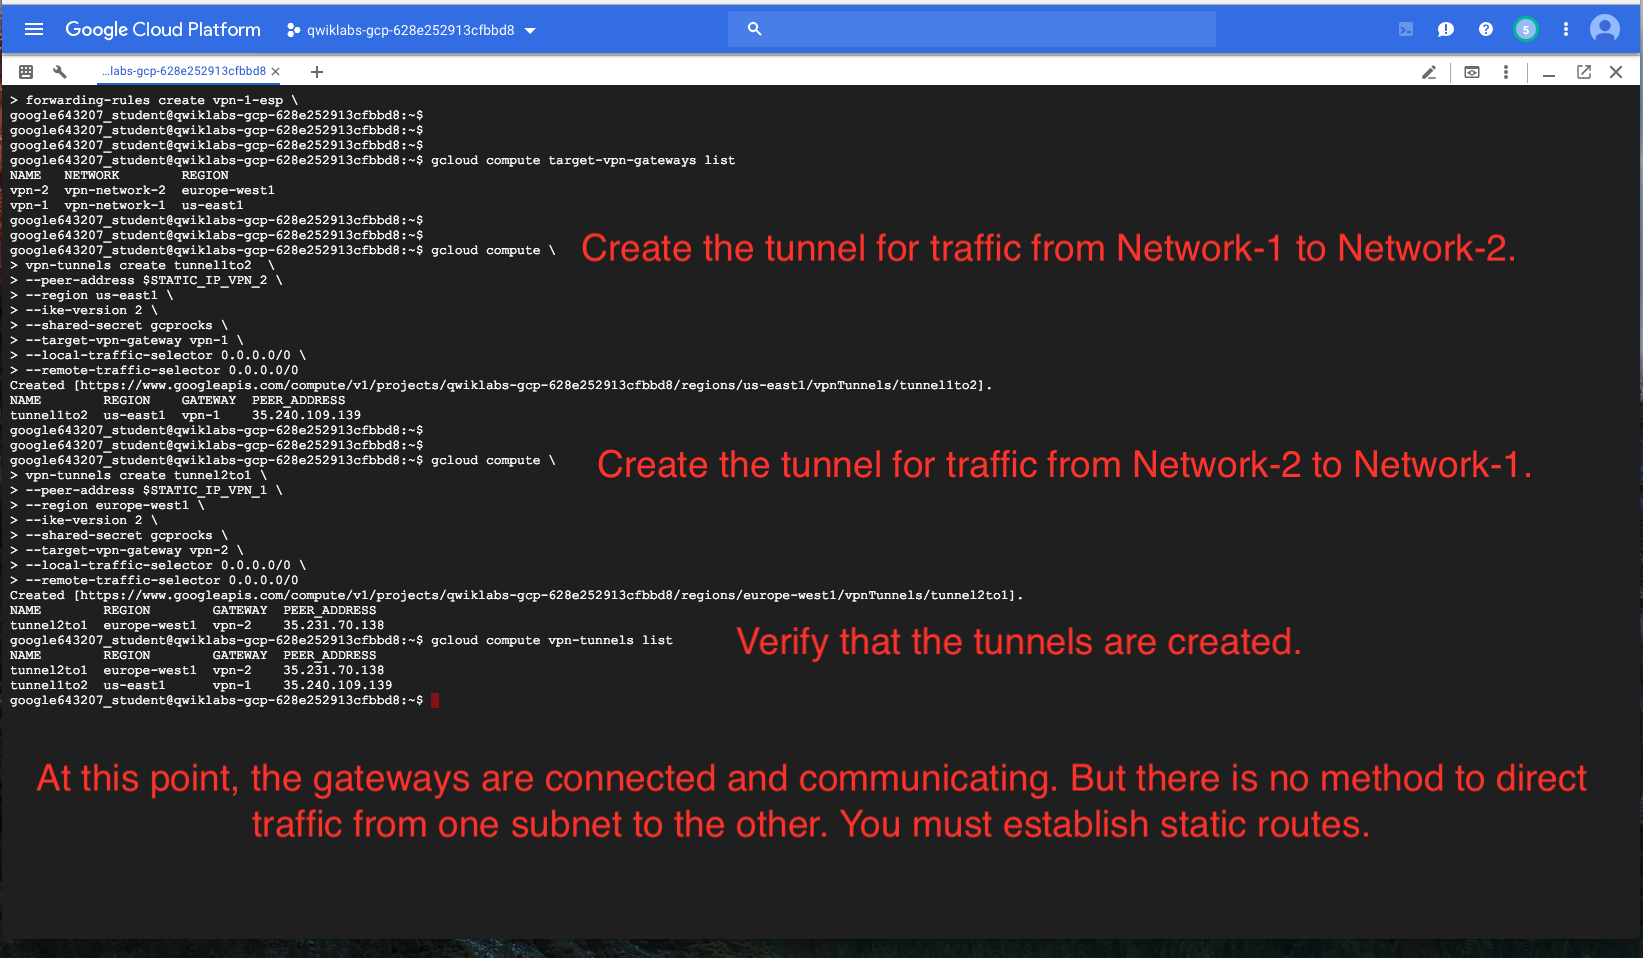 Google Cloud Platform
qwiklabs-gcp-628e252913cfbbd8
5
...labs-gcp-628e252913cfbbd8
> forwarding-rules create vpn-1-esp \
google643207_student@qwiklabs-gcp-628e252913cfbbd8:~$
google643207_student@qwiklabs-gcp-628e252913cfbbd8:~$
google643207_student@qwiklabs-gcp-628e252913cfbbd8:~$
google643207_student@qwiklabs-gcp-628e252913cfbbd8:~$ gcloud compute target-vpn-gateways list
NAME   NETWORK        REGION
vpn-2  vpn-network-2  europe-west1
vpn-1  vpn-network-1  us-east1
google643207_student@qwiklabs-gcp-628e252913cfbbd8:~$
google643207_student@qwiklabs-gcp-628e252913cfbbd8:~$
google643207_student@qwiklabs-gcp-628e252913cfbbd8:~$ gcloud compute \
Create the tunnel for traffic from Network-1 to Network-2.
> vpn-tunnels create tunnel1to2  \
> --peer-address $STATIC_IP_VPN_2 \
> --region us-east1 \
> --ike-version 2 \
> --shared-secret gcprocks \
> --target-vpn-gateway vpn-1 \
> --local-traffic-selector 0.0.0.0/0 \
> --remote-traffic-selector 0.0.0.0/0
Created [https://www.googleapis.com/compute/v1/projects/qwiklabs-gcp-628e252913cfbbd8/regions/us-east1/vpnTunnels/tunnel1to2].
NAME        REGION    GATEWAY  PEER_ADDRESS
tunnel1to2  us-east1  vpn-1    35.240.109.139
google643207_student@qwiklabs-gcp-628e252913cfbbd8:~$
google643207_student@qwiklabs-gcp-628e252913cfbbd8:~$
google643207_student@qwiklabs-gcp-628e252913cfbbd8:~$ gcloud compute \
Create the tunnel for traffic from Network-2 to Network-1.
> vpn-tunnels create tunnel2to1 \
> --peer-address $STATIC_IP_VPN_1 \
> --region europe-west1 \
> --ike-version 2 \
> --shared-secret gcprocks \
> --target-vpn-gateway vpn-2 \
> --local-traffic-selector 0.0.0.0/0 \
> --remote-traffic-selector 0.0.0.0/0
Created [https://www.googleapis.com/compute/v1/projects/qwiklabs-gcp-628e252913cfbbd8/regions/europe-west1/vpnTunnels/tunnel2to1].
NAME        REGION        GATEWAY  PEER_ADDRESS
tunnel2to1  europe-west1  vpn-2    35.231.70.138
google643207_student@qwiklabs-gcp-628e252913cfbbd8:~$ gcloud compute vpn-tunnels list
Verify that the tunnels are created.
NAME        REGION        GATEWAY  PEER_ADDRESS
tunnel2to1  europe-west1  vpn-2    35.231.70.138
tunnel1to2  us-east1      vpn-1    35.240.109.139
google643207_student@qwiklabs-gcp-628e252913cfbbd8:~$
At this point, the gateways are connected and communicating. But there is no method to direct
traffic from one subnet to the other. You must establish static routes.